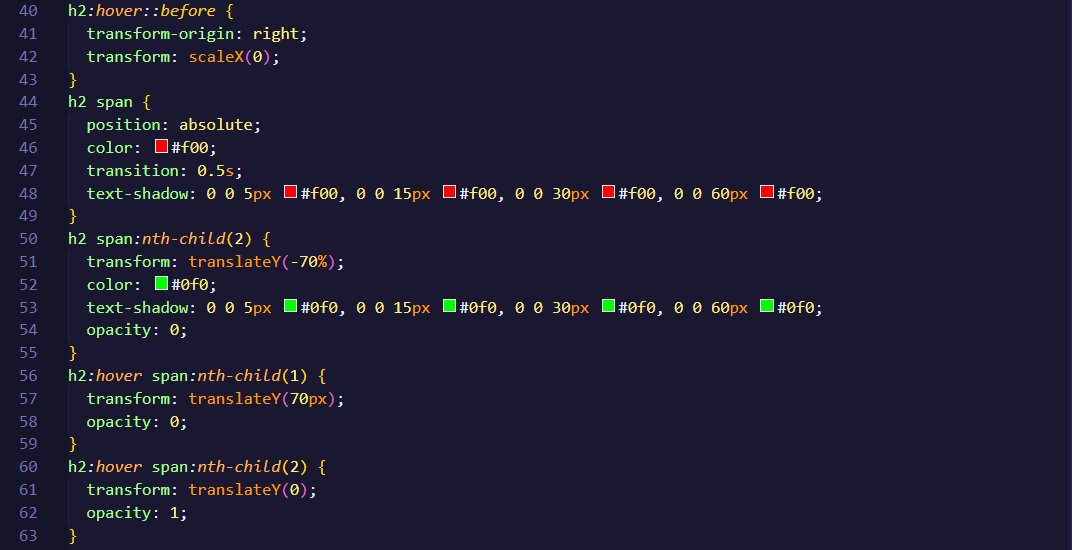 40 h2:hover::before {
41 transform-origin: right;
42 transform: scaleX(0);
43 }
44 h2 span {
45 position: absolute;
46 color: #f00;
47 transition: 0.5s;
48 text-shadow: 0 0 5px #f00, 0 0 15px #f00, 0 0 30px #f00, 0 0 60px #f00;
49 }
50 h2 span:nth-child(2) {
51 transform: translateY(-70%);
52 color: #0f0;
53 text-shadow: 0 0 5px #0f0, 0 0 15px #0f0, 0 0 30px #0f0, 0 0 60px #0f0;
54 opacity: 0;
55 }
56 h2:hover span:nth-child(1) {
57 transform: translateY(70px);
58 opacity: 0;
59 }
60 h2:hover span:nth-child(2) {
61 transform: translateY(0);
62 opacity: 1;
63 }